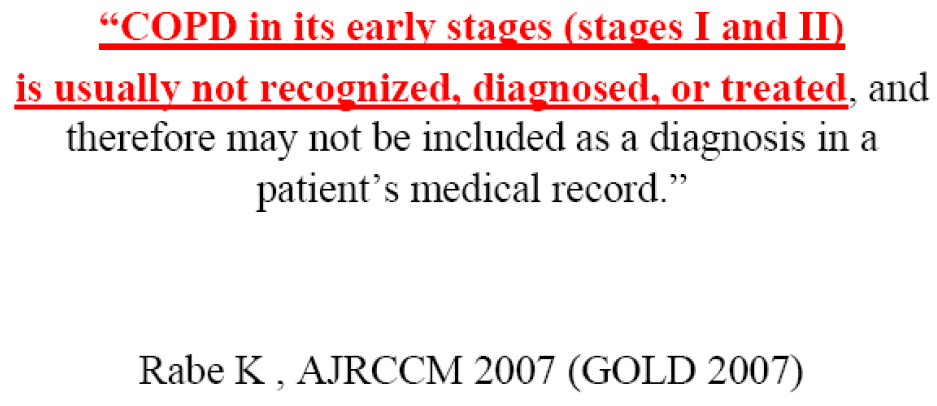 “COPD in its early stages (stages I and II)
is usually not recognized, diagnosed, or treated, and
therefore may not be included as a diagnosis in a
patient’s medical record.”
Rabe K , AJRCCM 2007 (GOLD 2007)